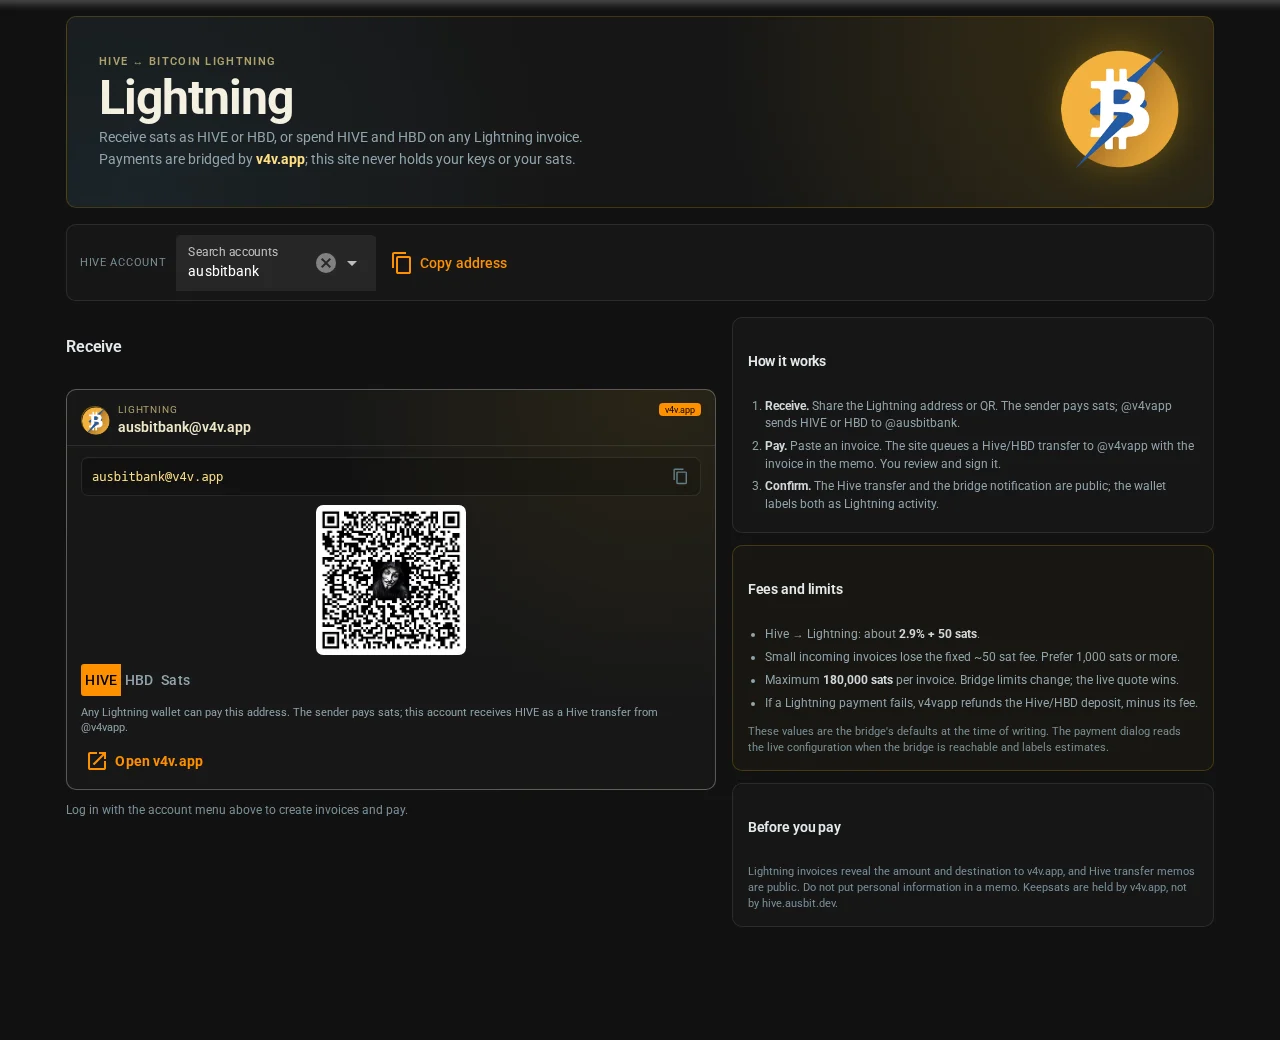 HIVE ↔ BITCOIN LIGHTNING
Lightning
Receive sats as HIVE or HBD, or spend HIVE and HBD on any Lightning invoice.
Payments are bridged by v4v.app; this site never holds your keys or your sats.
HIVE ACCOUNT
Search accounts
ausbitbank
Copy address
Receive
LIGHTNING
ausbitbank@v4v.app
v4v.app
ausbitbank@v4v.app
HIVE HBD Sats
Any Lightning wallet can pay this address. The sender pays sats; this account receives HIVE as a Hive transfer from
@v4vapp.
Open v4v.app
Log in with the account menu above to create invoices and pay.
How it works
1. Receive. Share the Lightning address or QR. The sender pays sats; @v4vapp
sends HIVE or HBD to @ausbitbank.
2. Pay. Paste an invoice. The site queues a Hive/HBD transfer to @v4vapp with the
invoice in the memo. You review and sign it.
3. Confirm. The Hive transfer and the bridge notification are public; the wallet
labels both as Lightning activity.
Fees and limits
• Hive → Lightning: about 2.9% + 50 sats.
• Small incoming invoices lose the fixed ~50 sat fee. Prefer 1,000 sats or more.
• Maximum 180,000 sats per invoice. Bridge limits change; the live quote wins.
• If a Lightning payment fails, v4vapp refunds the Hive/HBD deposit, minus its fee.
These values are the bridge's defaults at the time of writing. The payment dialog reads
the live configuration when the bridge is reachable and labels estimates.
Before you pay
Lightning invoices reveal the amount and destination to v4v.app, and Hive transfer memos
are public. Do not put personal information in a memo. Keepsats are held by v4v.app, not
by hive.ausbit.dev.